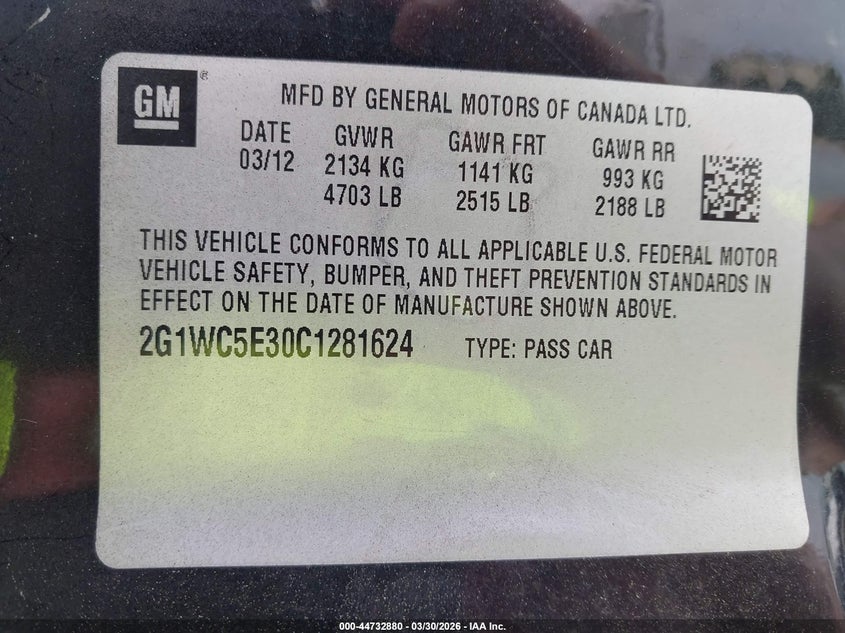 GM ®
MFD BY GENERAL MOTORS OF CANADA LTD.
DATE GVWR GAWR FRT GAWR RR
03/12 2134 KG 1141 KG 993 KG
4703 LB 2515 LB 2188 LB
THIS VEHICLE CONFORMS TO ALL APPLICABLE U.S. FEDERAL MOTOR
VEHICLE SAFETY, BUMPER, AND THEFT PREVENTION STANDARDS IN
EFFECT ON THE DATE OF MANUFACTURE SHOWN ABOVE.
2G1WC5E30C1281624 TYPE: PASS CAR
000-44732880 - 03/30/2026 - IAA Inc.